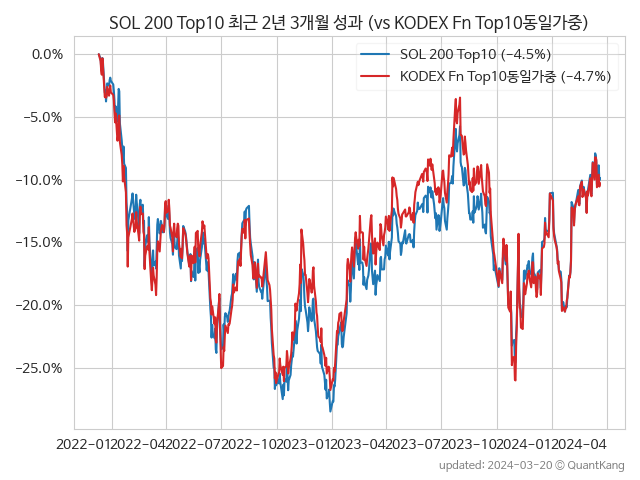 SOL 200 Top10 최근 2년 3개월 성과 (vs KODEX Fn Top10동일가중)
SOL 200 Top10 (−4.5%)
KODEX Fn Top10동일가중 (−4.7%)
0.0%
−5.0%
−10.0%
−15.0%
−20.0%
−25.0%
2022-01 2022-04 2022-07 2022-10 2023-01 2023-04 2023-07 2023-10 2024-01 2024-04
updated: 2024-03-20 © QuantKang